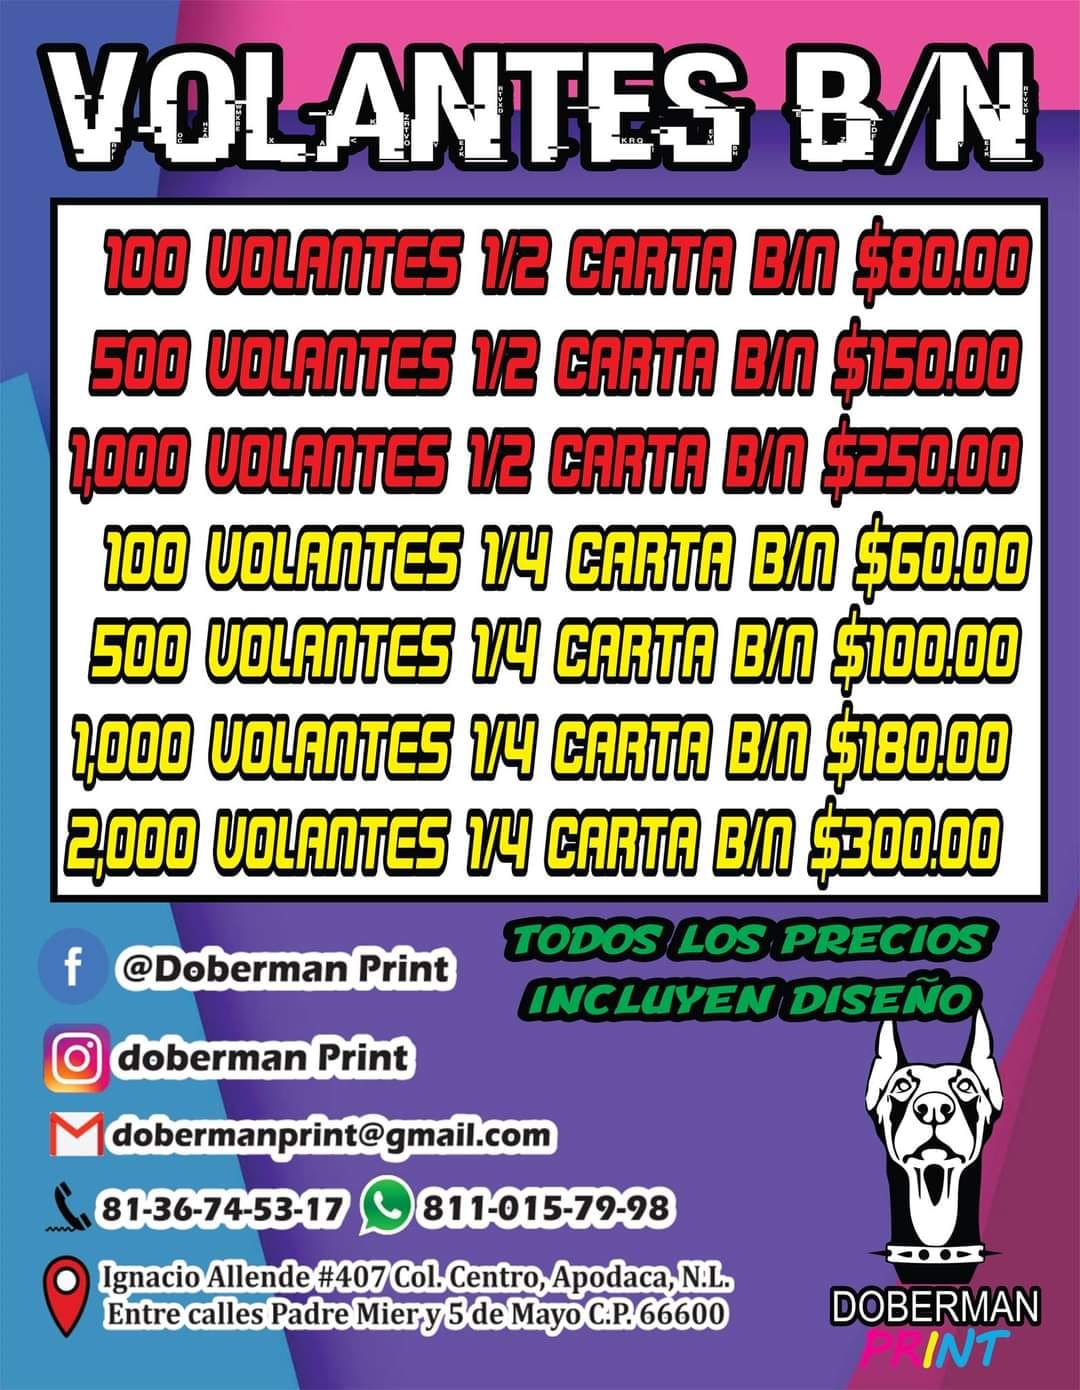 VOLANTES B/N
100 VOLANTES 1/2 CARTA B/N $80.00
500 VOLANTES 1/2 CARTA B/N $150.00
1,000 VOLANTES 1/2 CARTA B/N $250.00
100 VOLANTES 1/4 CARTA B/N $60.00
500 VOLANTES 1/4 CARTA B/N $100.00
1,000 VOLANTES 1/4 CARTA B/N $180.00
2,000 VOLANTES 1/4 CARTA B/N $300.00
TODOS LOS PRECIOS
INCLUYEN DISEÑO
@Doberman Print
doberman Print
dobermanprint@gmail.com
81-36-74-53-17 811-015-79-98
Ignacio Allende #407 Col. Centro, Apodaca, N.L.
Entre calles Padre Mier y 5 de Mayo C.P. 66600
DOBERMAN
PRINT